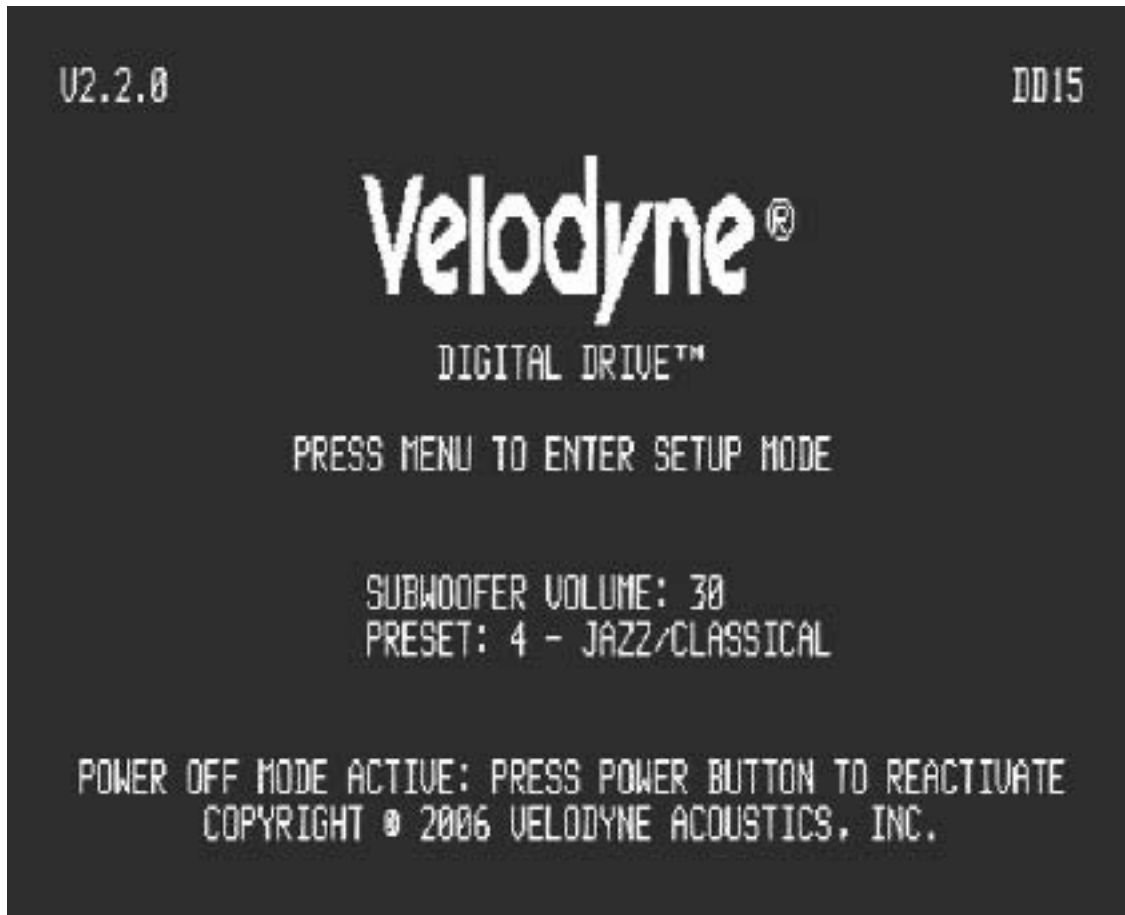 V2.2.0 DD15
Velodyne®
DIGITAL DRIVE™
PRESS MENU TO ENTER SETUP MODE
SUBWOOFER VOLUME: 30
PRESET: 4 - JAZZ/CLASSICAL
POWER OFF MODE ACTIVE: PRESS POWER BUTTON TO REACTIVATE
COPYRIGHT © 2006 VELODYNE ACOUSTICS, INC.